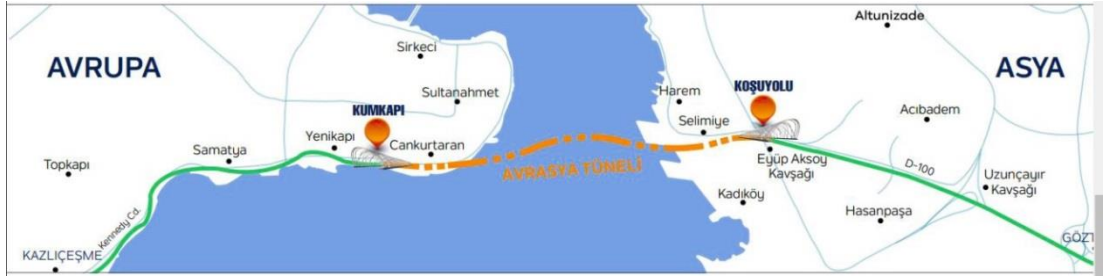 AVRUPA
Topkapı
KAZLIÇEŞME
Kennedy Cd.
Samatya
Yenikapı
KUMKAPI
Sirkeci
Sultanahmet
Cankurtaran
AVRASYA TÜNELİ
Harem
Selimiye
KOŞUYOLU
Altunizade
ASYA
Acıbadem
Eyüp Aksoy
Kavşağı
D-100
Kadıköy
Hasanpaşa
Uzunçayır
Kavşağı
GÖZT